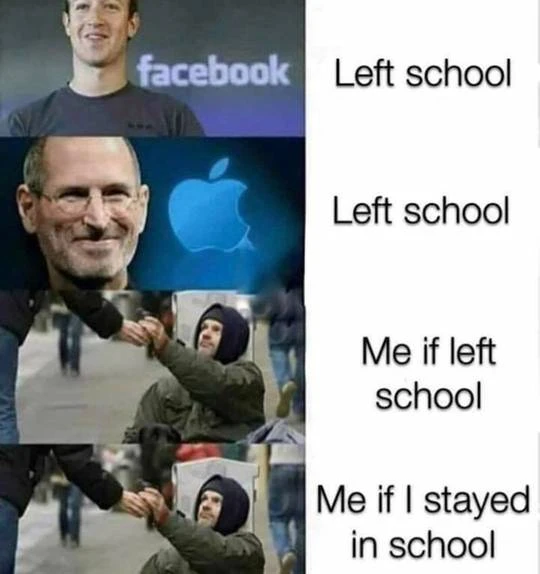 facebook
Left school
Left school
Me if left
school
Me if I stayed
in school